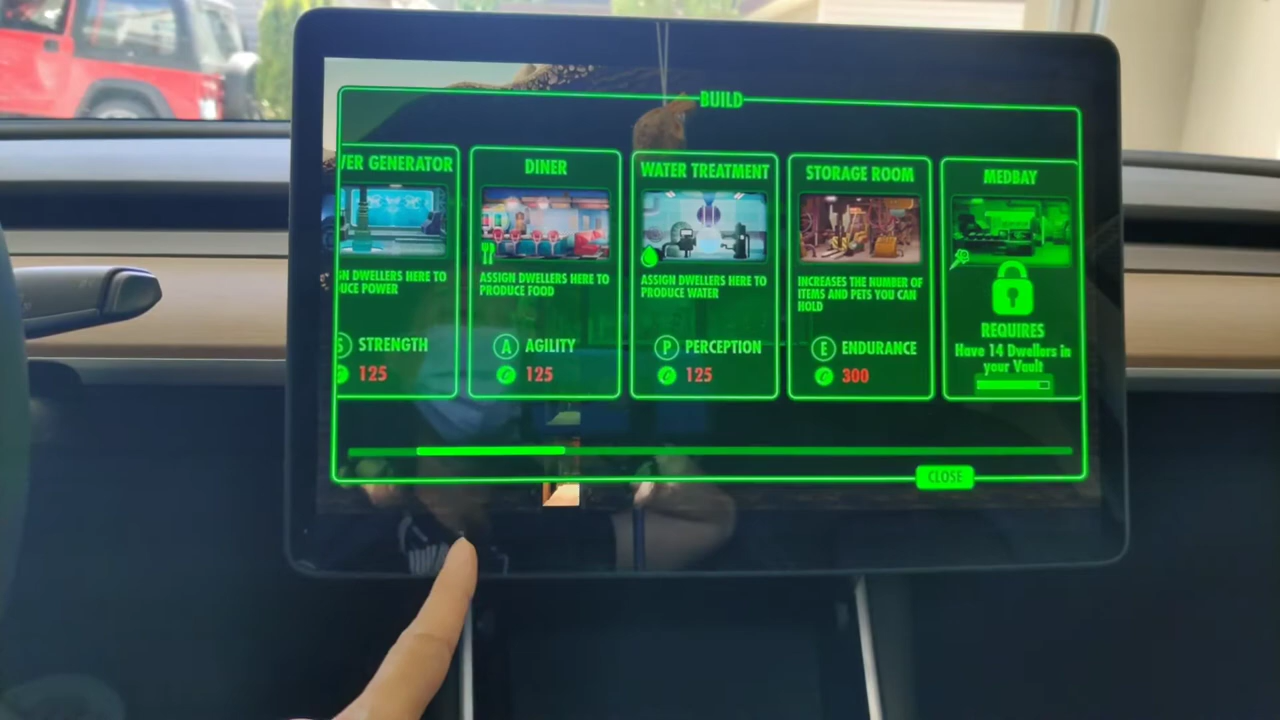 BUILD
VER GENERATOR
N DWELLERS HERE TO
UCE POWER
S STRENGTH
125
DINER
ASSIGN DWELLERS HERE TO
PRODUCE FOOD
A AGILITY
125
WATER TREATMENT
ASSIGN DWELLERS HERE TO
PRODUCE WATER
P PERCEPTION
125
STORAGE ROOM
INCREASES THE NUMBER OF
ITEMS AND PETS YOU CAN
HOLD
E ENDURANCE
300
MEDBAY
REQUIRES
Have 14 Dwellers in
your Vault
CLOSE